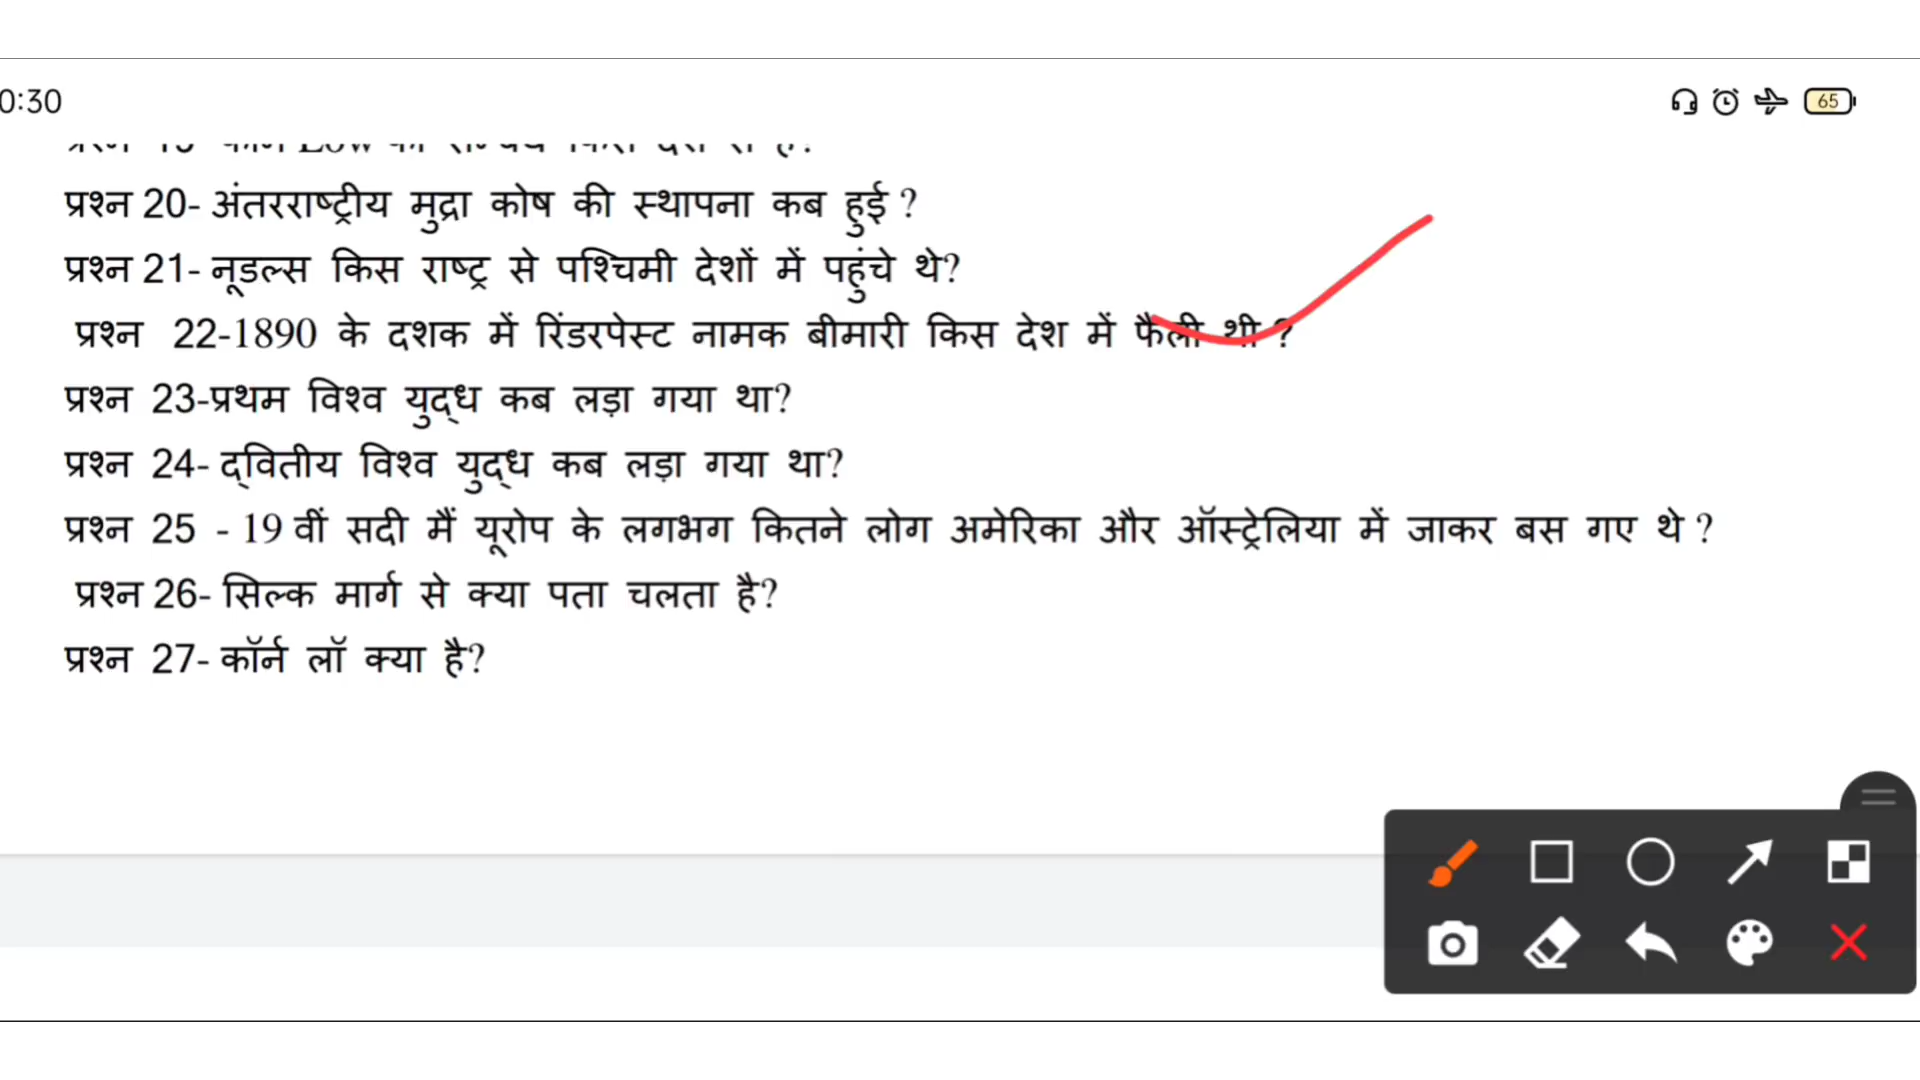 0:30
65
प्रश्न 20- अंतरराष्ट्रीय मुद्रा कोष की स्थापना कब हुई ?
प्रश्न 21- नूडल्स किस राष्ट्र से पश्चिमी देशों में पहुंचे थे?
प्रश्न 22-1890 के दशक में रिंडरपेस्ट नामक बीमारी किस देश में फैली थी ?
प्रश्न 23-प्रथम विश्व युद्ध कब लड़ा गया था?
प्रश्न 24- द्वितीय विश्व युद्ध कब लड़ा गया था?
प्रश्न 25 - 19 वीं सदी मैं यूरोप के लगभग कितने लोग अमेरिका और ऑस्ट्रेलिया में जाकर बस गए थे ?
प्रश्न 26- सिल्क मार्ग से क्या पता चलता है?
प्रश्न 27- कॉर्न लॉ क्या है?